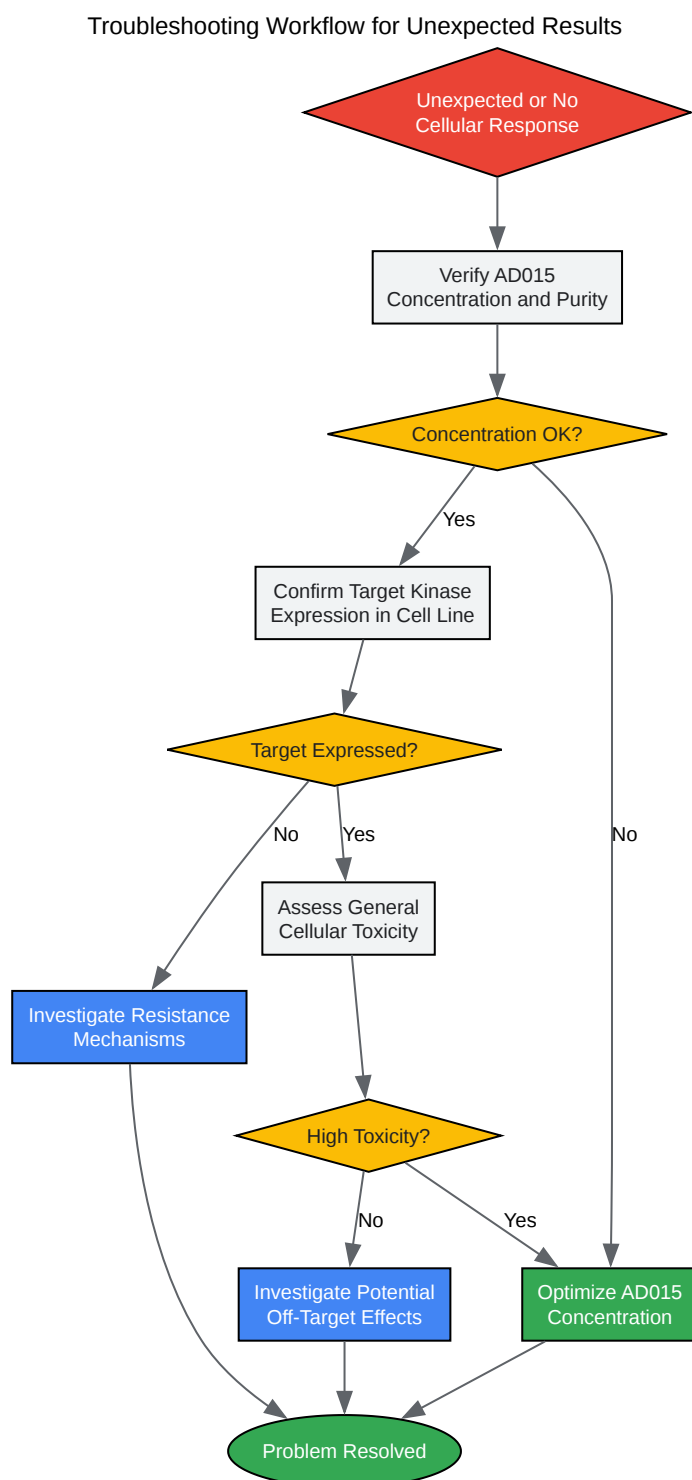 Troubleshooting Workflow for Unexpected Results
Unexpected or No
Cellular Response
Verify AD015
Concentration and Purity
Concentration OK?
Yes
Confirm Target Kinase
Expression in Cell Line
Target Expressed?
No
Yes
No
Assess General
Cellular Toxicity
Investigate Resistance
Mechanisms
High Toxicity?
No
Yes
Investigate Potential
Off-Target Effects
Optimize AD015
Concentration
Problem Resolved